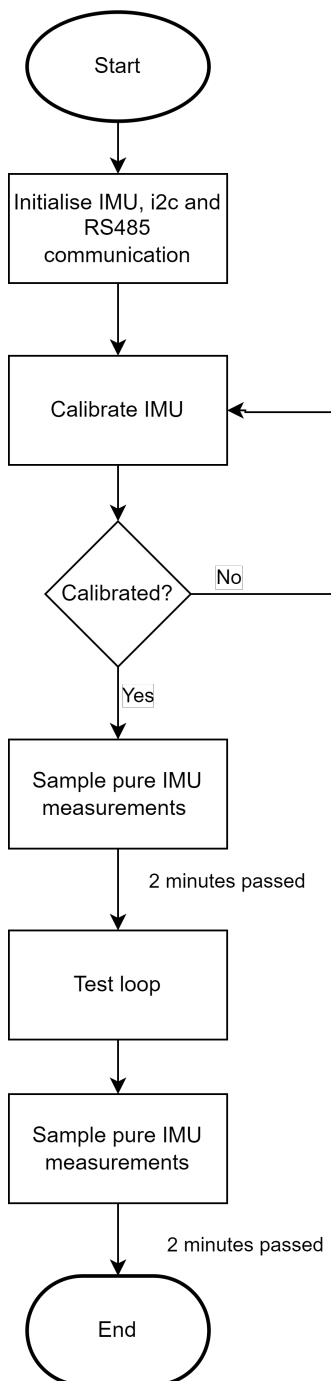 Start
Initialise IMU, i2c and
RS485
communication
Calibrate IMU
Calibrated?
No
Yes
Sample pure IMU
measurements
2 minutes passed
Test loop
Sample pure IMU
measurements
2 minutes passed
End